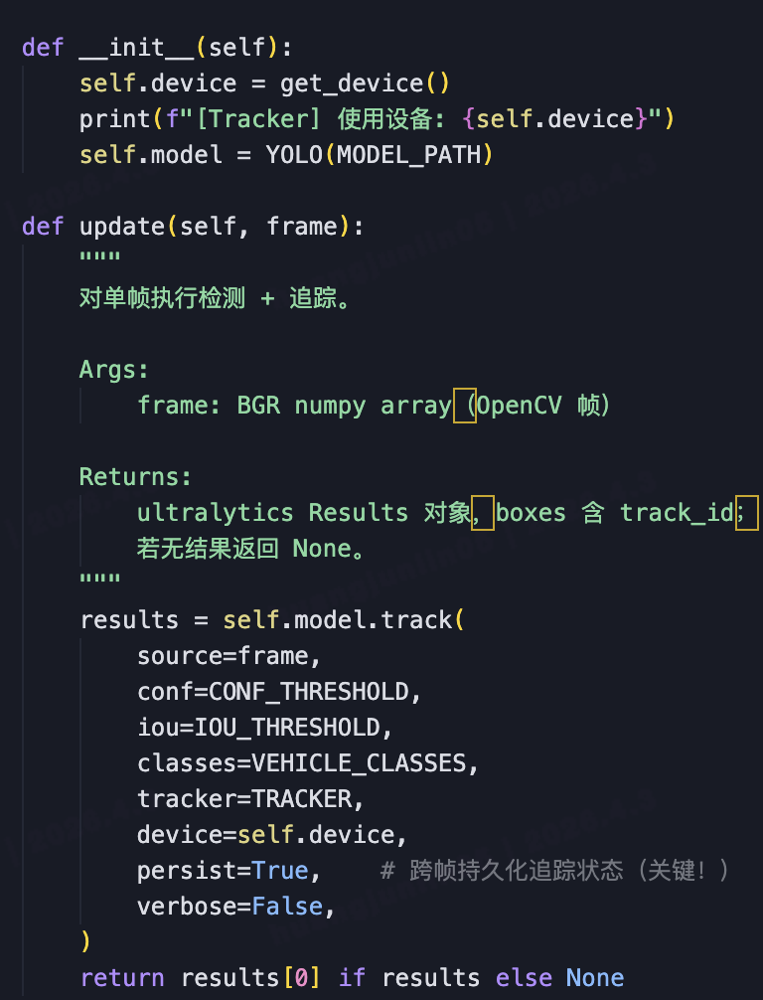 def __init__(self):
    self.device = get_device()
    print(f"[Tracker] 使用设备: {self.device}")
    self.model = YOLO(MODEL_PATH)

def update(self, frame):
    """
    对单帧执行检测 + 追踪。

    Args:
        frame: BGR numpy array（OpenCV 帧）

    Returns:
        ultralytics Results 对象，boxes 含 track_id；
        若无结果返回 None。
    """
    results = self.model.track(
        source=frame,
        conf=CONF_THRESHOLD,
        iou=IOU_THRESHOLD,
        classes=VEHICLE_CLASSES,
        tracker=TRACKER,
        device=self.device,
        persist=True,    # 跨帧持久化追踪状态（关键！）
        verbose=False,
    )
    return results[0] if results else None